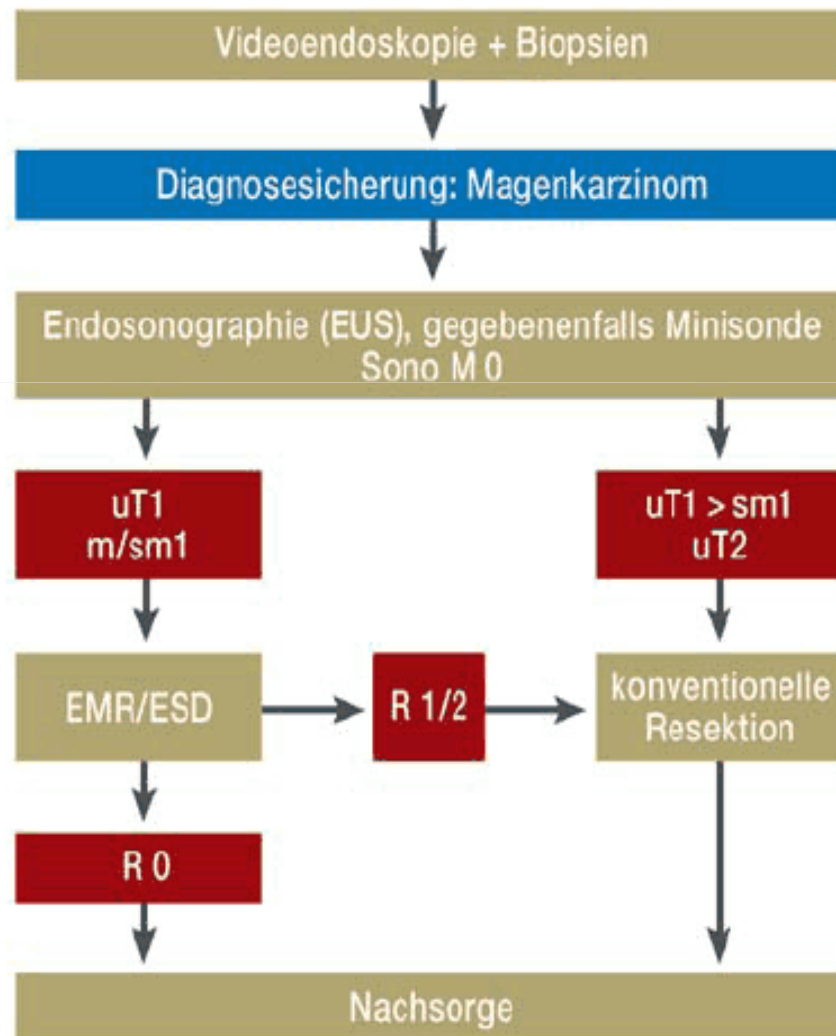 Videoendoskopie + Biopsien
Diagnosesicherung: Magenkarzinom
Endosonographie (EUS), gegebenenfalls Minisonde
Sono M 0
uT1
m/sm1
uT1 > sm1
uT2
EMR/ESD
R 1/2
konventionelle
Resektion
R 0
Nachsorge